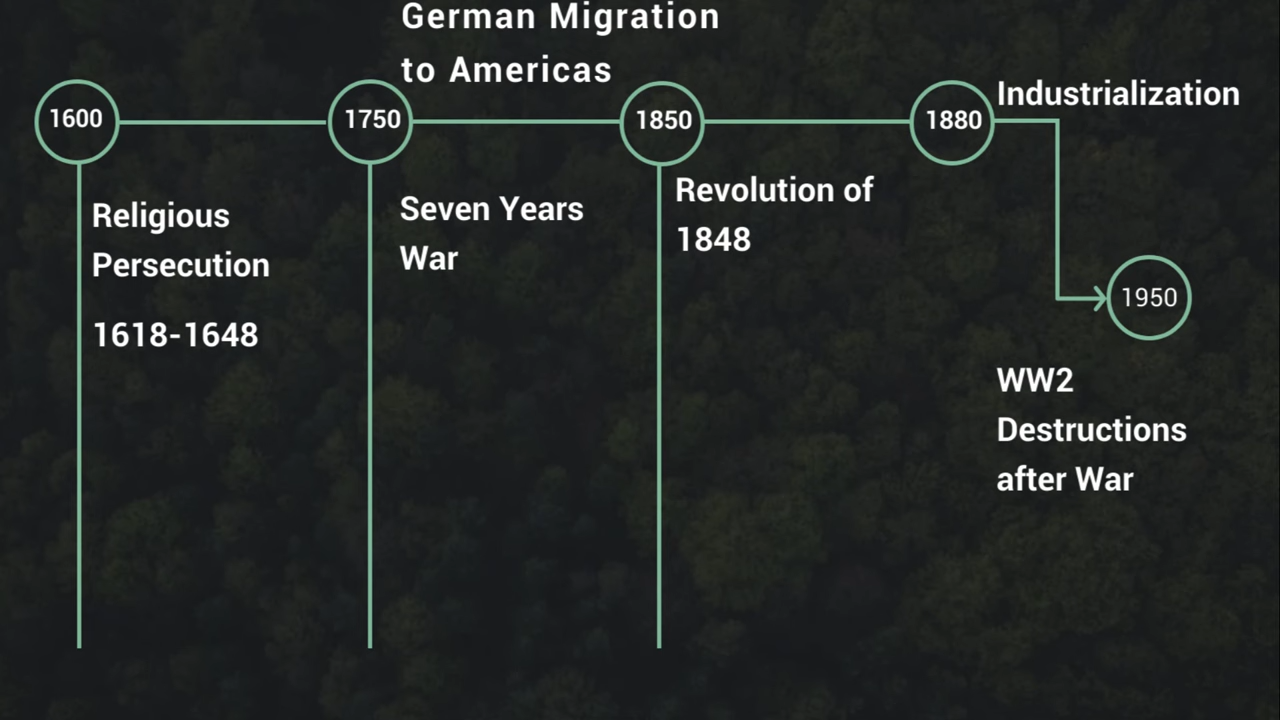 German Migration
to Americas
1600
1750
1850
1880
Industrialization
Religious
Persecution
1618-1648
Seven Years
War
Revolution of
1848
1950
WW2
Destructions
after War